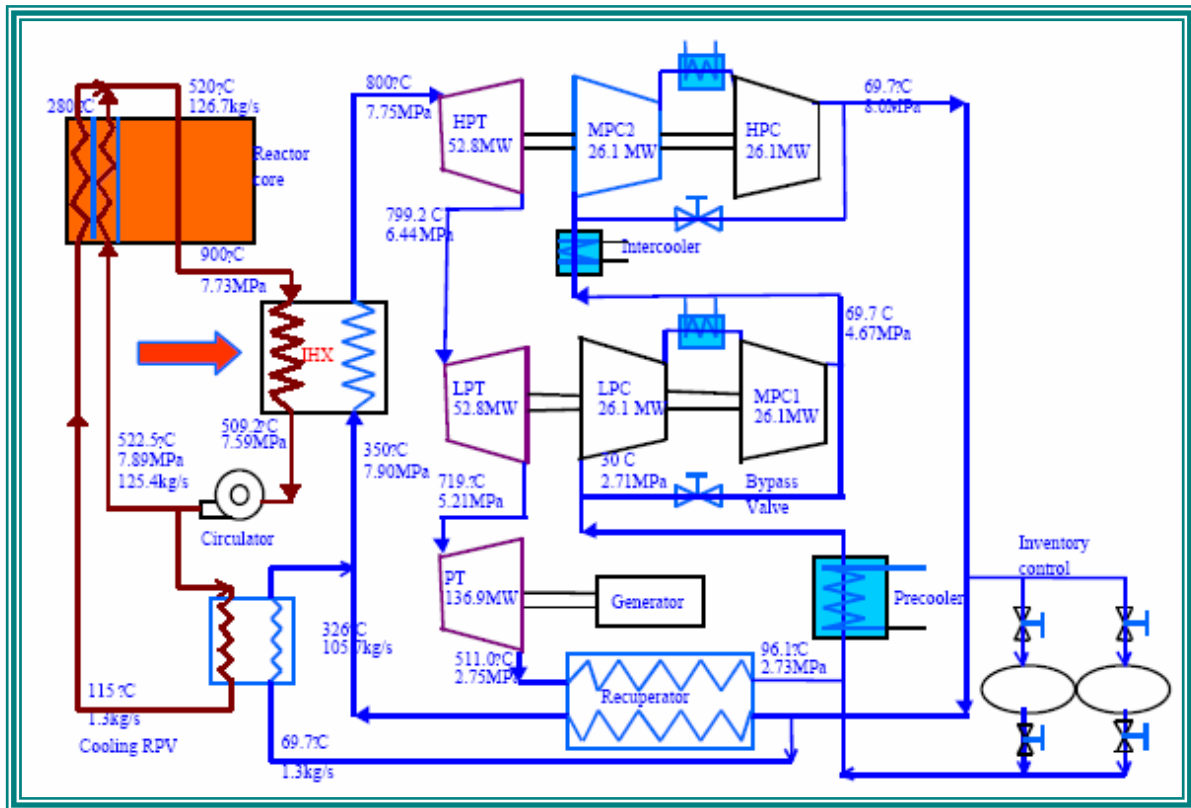 280?C
520?C
126.7kg/s
Reactor
core
900?C
7.73MPa
IHX
509.2?C
7.59MPa
522.5?C
7.89MPa
125.4kg/s
Circulator
115?C
1.3kg/s
Cooling RPV
69.7?C
1.3kg/s
326?C
350?C
7.90MPa
800?C
7.75MPa
HPT
52.8MW
MPC2
26.1 MW
HPC
26.1MW
69.7?C
8.0MPa
799.2 C
6.44MPa
Intercooler
69.7 C
4.67MPa
LPT
52.8MW
LPC
26.1 MW
MPC1
26.1MW
30 C
2.71MPa
Bypass
Valve
719.?C
5.21MPa
PT
136.9MW
Generator
Precooler
Inventory
control
511.0?C
2.75MPa
96.1?C
2.73MPa
Recuperator